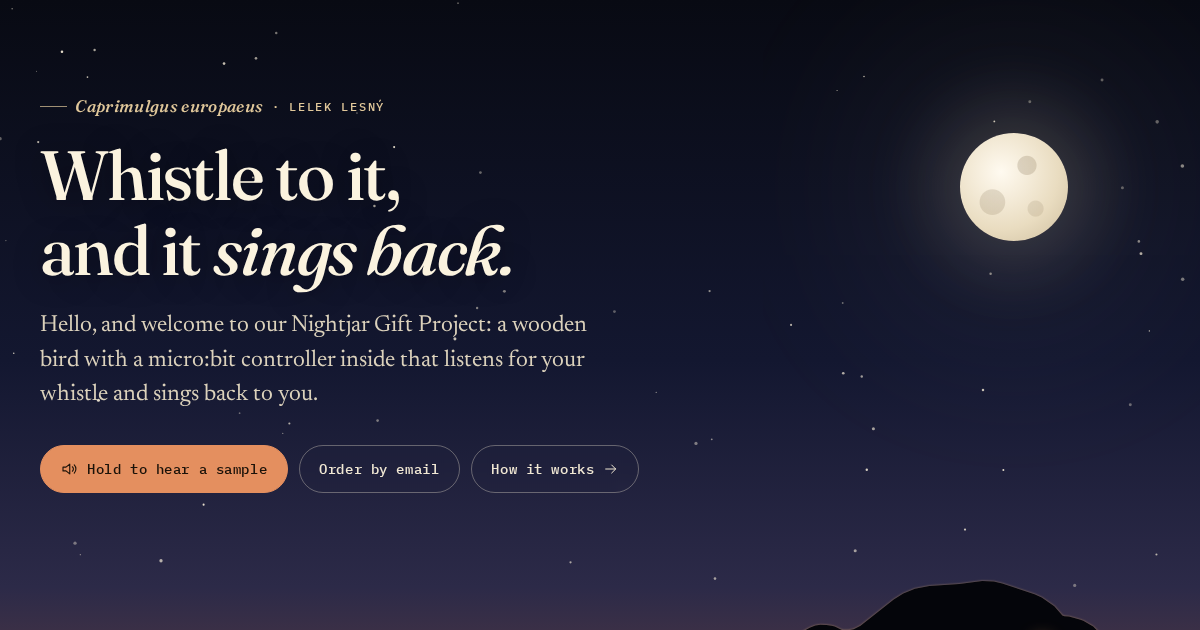 Caprimulgus europaeus · LELEK LESNÝ
Whistle to it,
and it sings back.
Hello, and welcome to our Nightjar Gift Project: a wooden
bird with a micro:bit controller inside that listens for your
whistle and sings back to you.
Hold to hear a sample
Order by email
How it works →